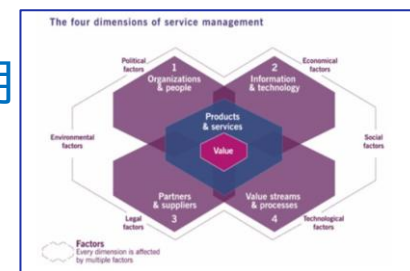 The four dimensions of service management
Political
factors
Economical
factors
1
Organizations
& people
2
Information
& technology
Products
& services
Environmental
factors
Value
Social
factors
Partners
& suppliers
3
Value streams
& processes
4
Legal
factors
Technological
factors
Factors
Every dimension is affected
by multiple factors